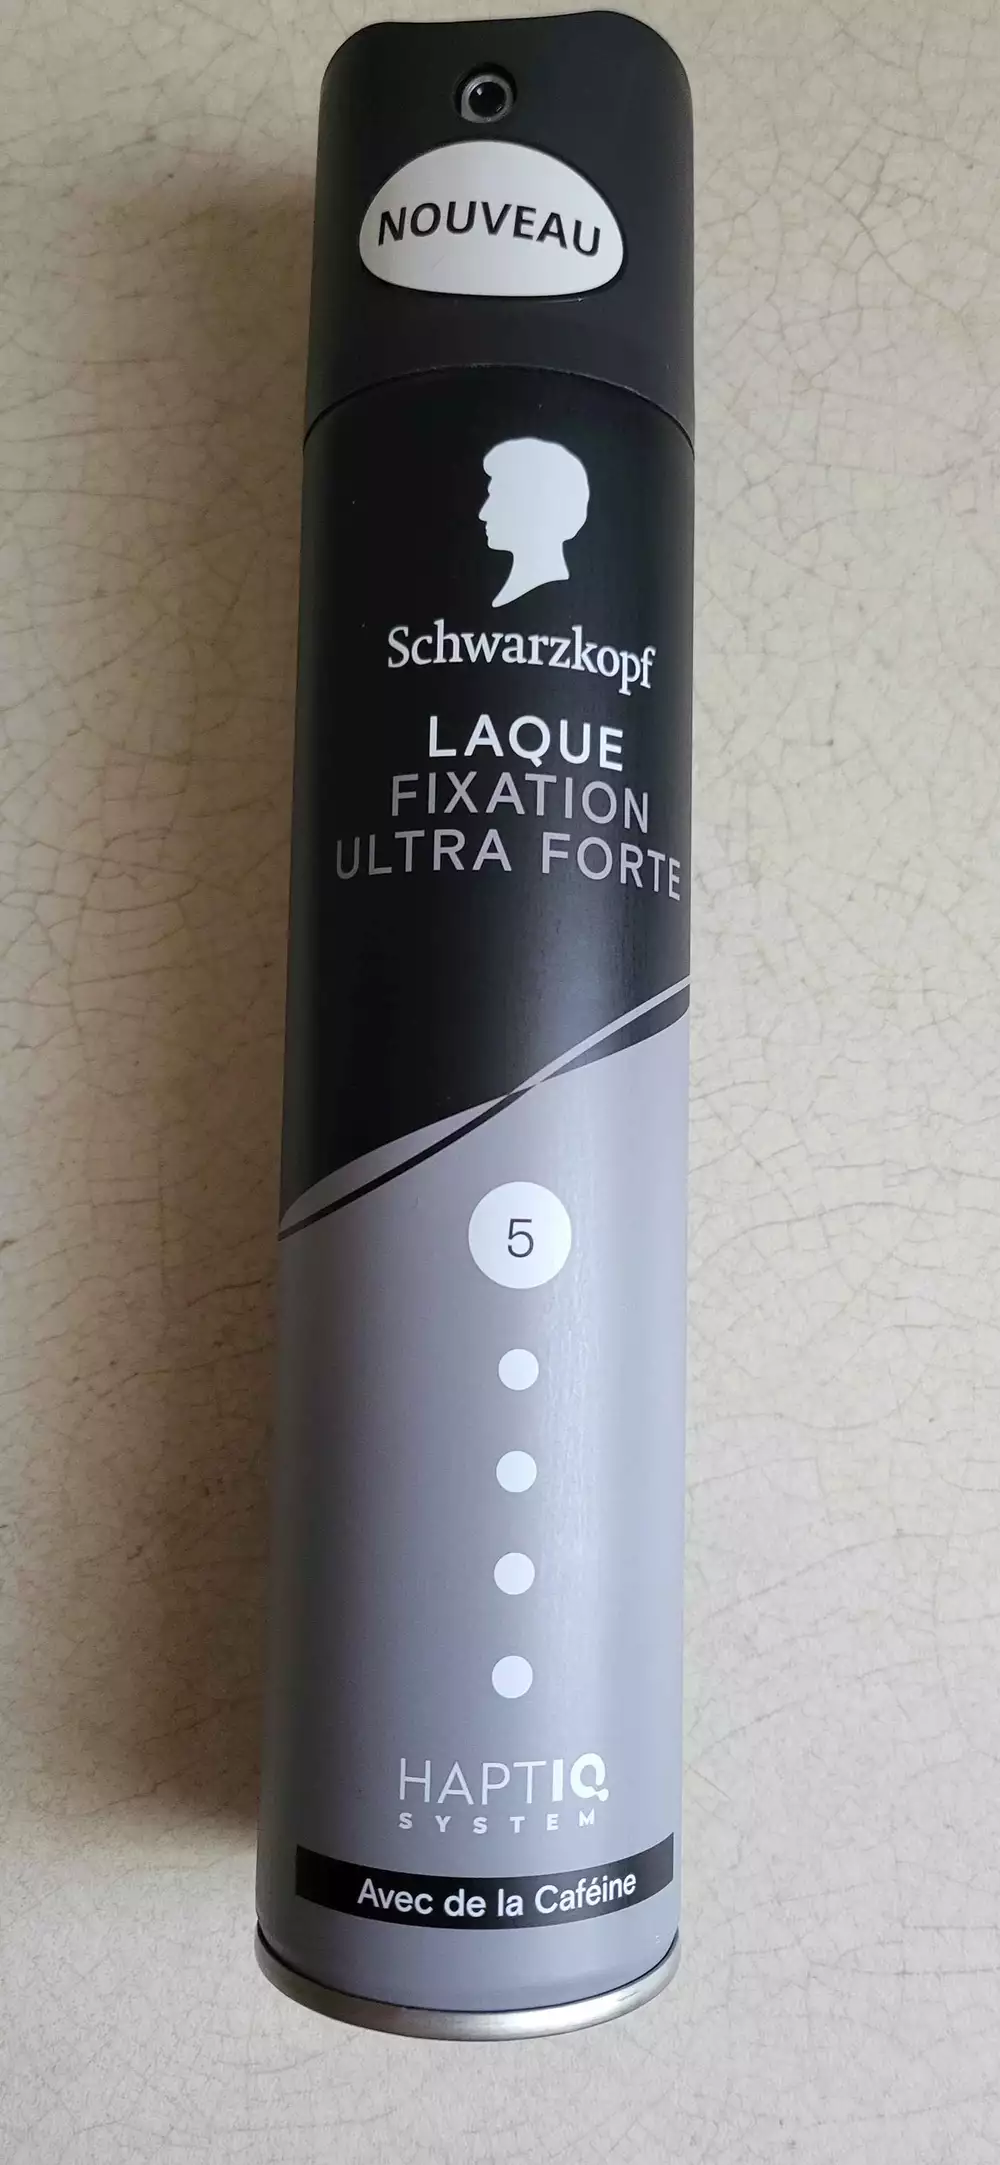 NOUVEAU
Schwarzkopf
LAQUE
FIXATION
ULTRA FORTE
5
HAPTIQ
SYSTEM
Avec de la Caféine